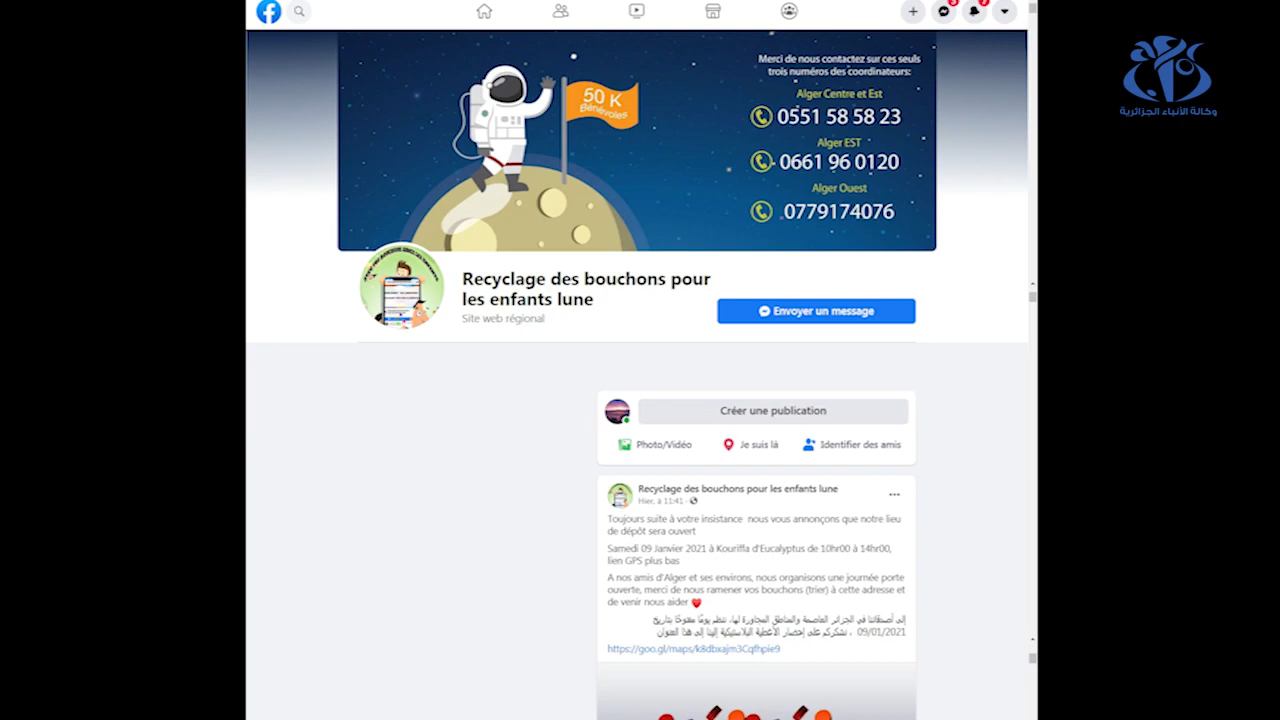 Merci de nous contactez sur ces seuls
trois numéros des coordinateurs:
Alger Centre et Est
0551 58 58 23
Alger EST
0661 96 0120
Alger Ouest
0779174076
50 K
Bénévoles
وكالة الأنباء الجزائرية
Recyclage des bouchons pour
les enfants lune
Site web régional
Envoyer un message
Créer une publication
Photo/Vidéo
Je suis là
Identifier des amis
Recyclage des bouchons pour les enfants lune
Hier, à 11:41
Toujours suite à votre insistance nous vous annonçons que notre lieu
de dépôt sera ouvert
Samedi 09 Janvier 2021 à Kouriffa d'Eucalyptus de 10hr00 à 14hr00,
lien GPS plus bas
A nos amis d'Alger et ses environs, nous organisons une journée porte
ouverte, merci de nous ramener vos bouchons (trier) à cette adresse et
de venir nous aider
إلى أصدقائنا في الجزائر العاصمة والمناطق المجاورة لها، ننظم يومًا مفتوحًا بتاريخ
09/01/2021 ، نشكركم على إحضار الأغطية البلاستيكية إلينا إلى هذا العنوان
https://goo.gl/maps/k8dbxajm3Cqfhpie9